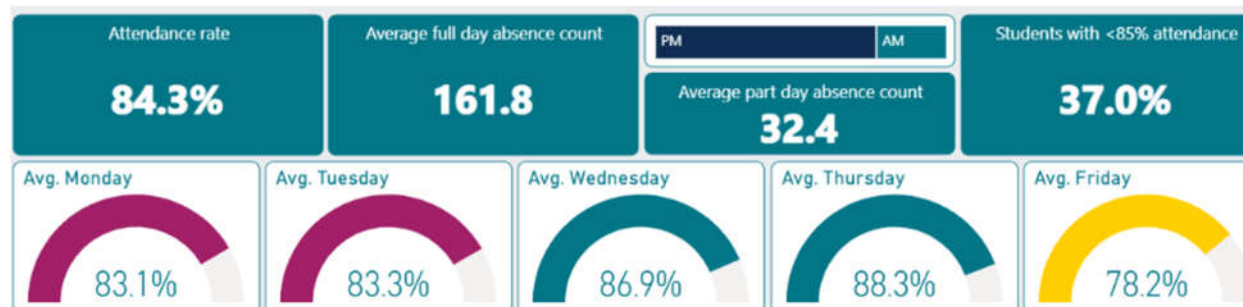 Attendance rate
84.3%
Average full day absence count
161.8
PM AM
Average part day absence count
32.4
Students with <85% attendance
37.0%
Avg. Monday
83.1%
Avg. Tuesday
83.3%
Avg. Wednesday
86.9%
Avg. Thursday
88.3%
Avg. Friday
78.2%